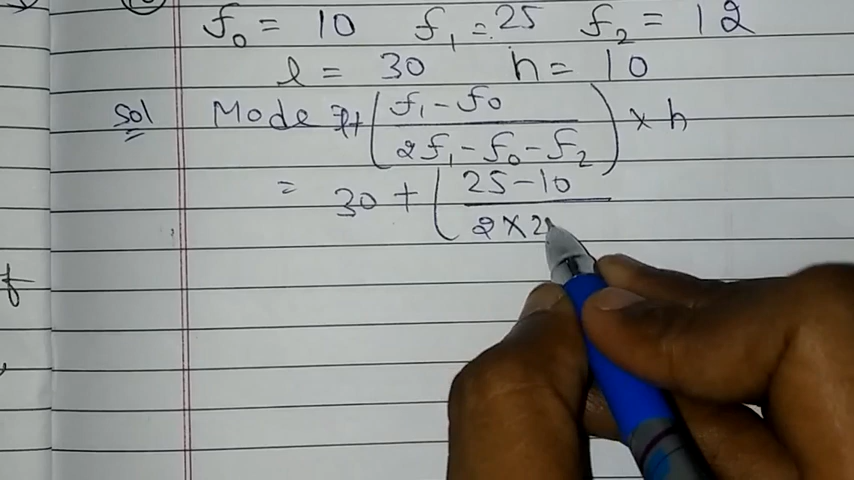 f₀ = 10 f₁ = 25 f₂ = 12
l = 30 h = 10
Sol Mode = l + ( f₁ - f₀ / 2f₁ - f₀ - f₂ ) × h
= 30 + ( 25 - 10 / 2 × 2